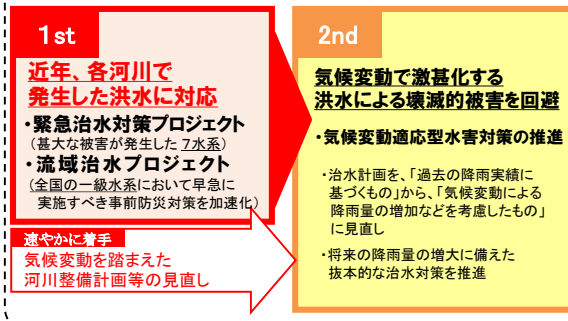 1st
近年、各河川で
発生した洪水に対応
・緊急治水対策プロジェクト
(甚大な被害が発生した 7水系)
・流域治水プロジェクト
(全国の一級水系において早急に
実施すべき事前防災対策を加速化)
速やかに着手
気候変動を踏まえた
河川整備計画等の見直し
2nd
気候変動で激甚化する
洪水による壊滅的被害を回避
・気候変動適応型水害対策の推進
・治水計画を、「過去の降雨実績に
基づくもの」から、「気候変動による
降雨量の増加などを考慮したもの」
に見直し
・将来の降雨量の増大に備えた
抜本的な治水対策を推進